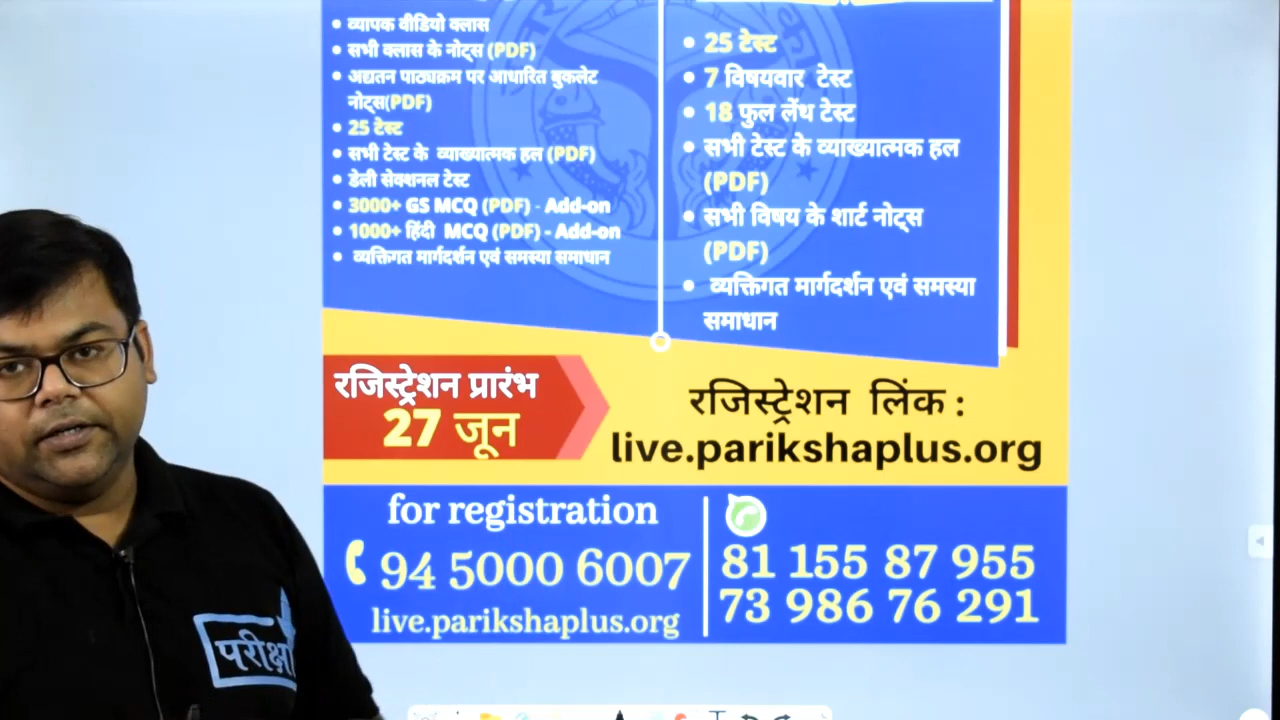 • व्यापक वीडियो क्लास
• सभी क्लास के नोट्स (PDF)
• अद्यतन पाठ्यक्रम पर आधारित बुकलेट
नोट्स(PDF)
• 25 टेस्ट
• सभी टेस्ट के व्याख्यात्मक हल (PDF)
• डेली सेक्शनल टेस्ट
• 3000+ GS MCQ (PDF) - Add-on
• 1000+ हिंदी MCQ (PDF) - Add-on
• व्यक्तिगत मार्गदर्शन एवं समस्या समाधान
• 25 टेस्ट
• 7 विषयवार टेस्ट
• 18 फुल लेंथ टेस्ट
• सभी टेस्ट के व्याख्यात्मक हल
(PDF)
• सभी विषय के शार्ट नोट्स
(PDF)
• व्यक्तिगत मार्गदर्शन एवं समस्या
समाधान
रजिस्ट्रेशन प्रारंभ
27 जून
रजिस्ट्रेशन लिंक :
live.parikshaplus.org
for registration
94 5000 6007
live.parikshaplus.org
81 155 87 955
73 986 76 291
परीक्षा